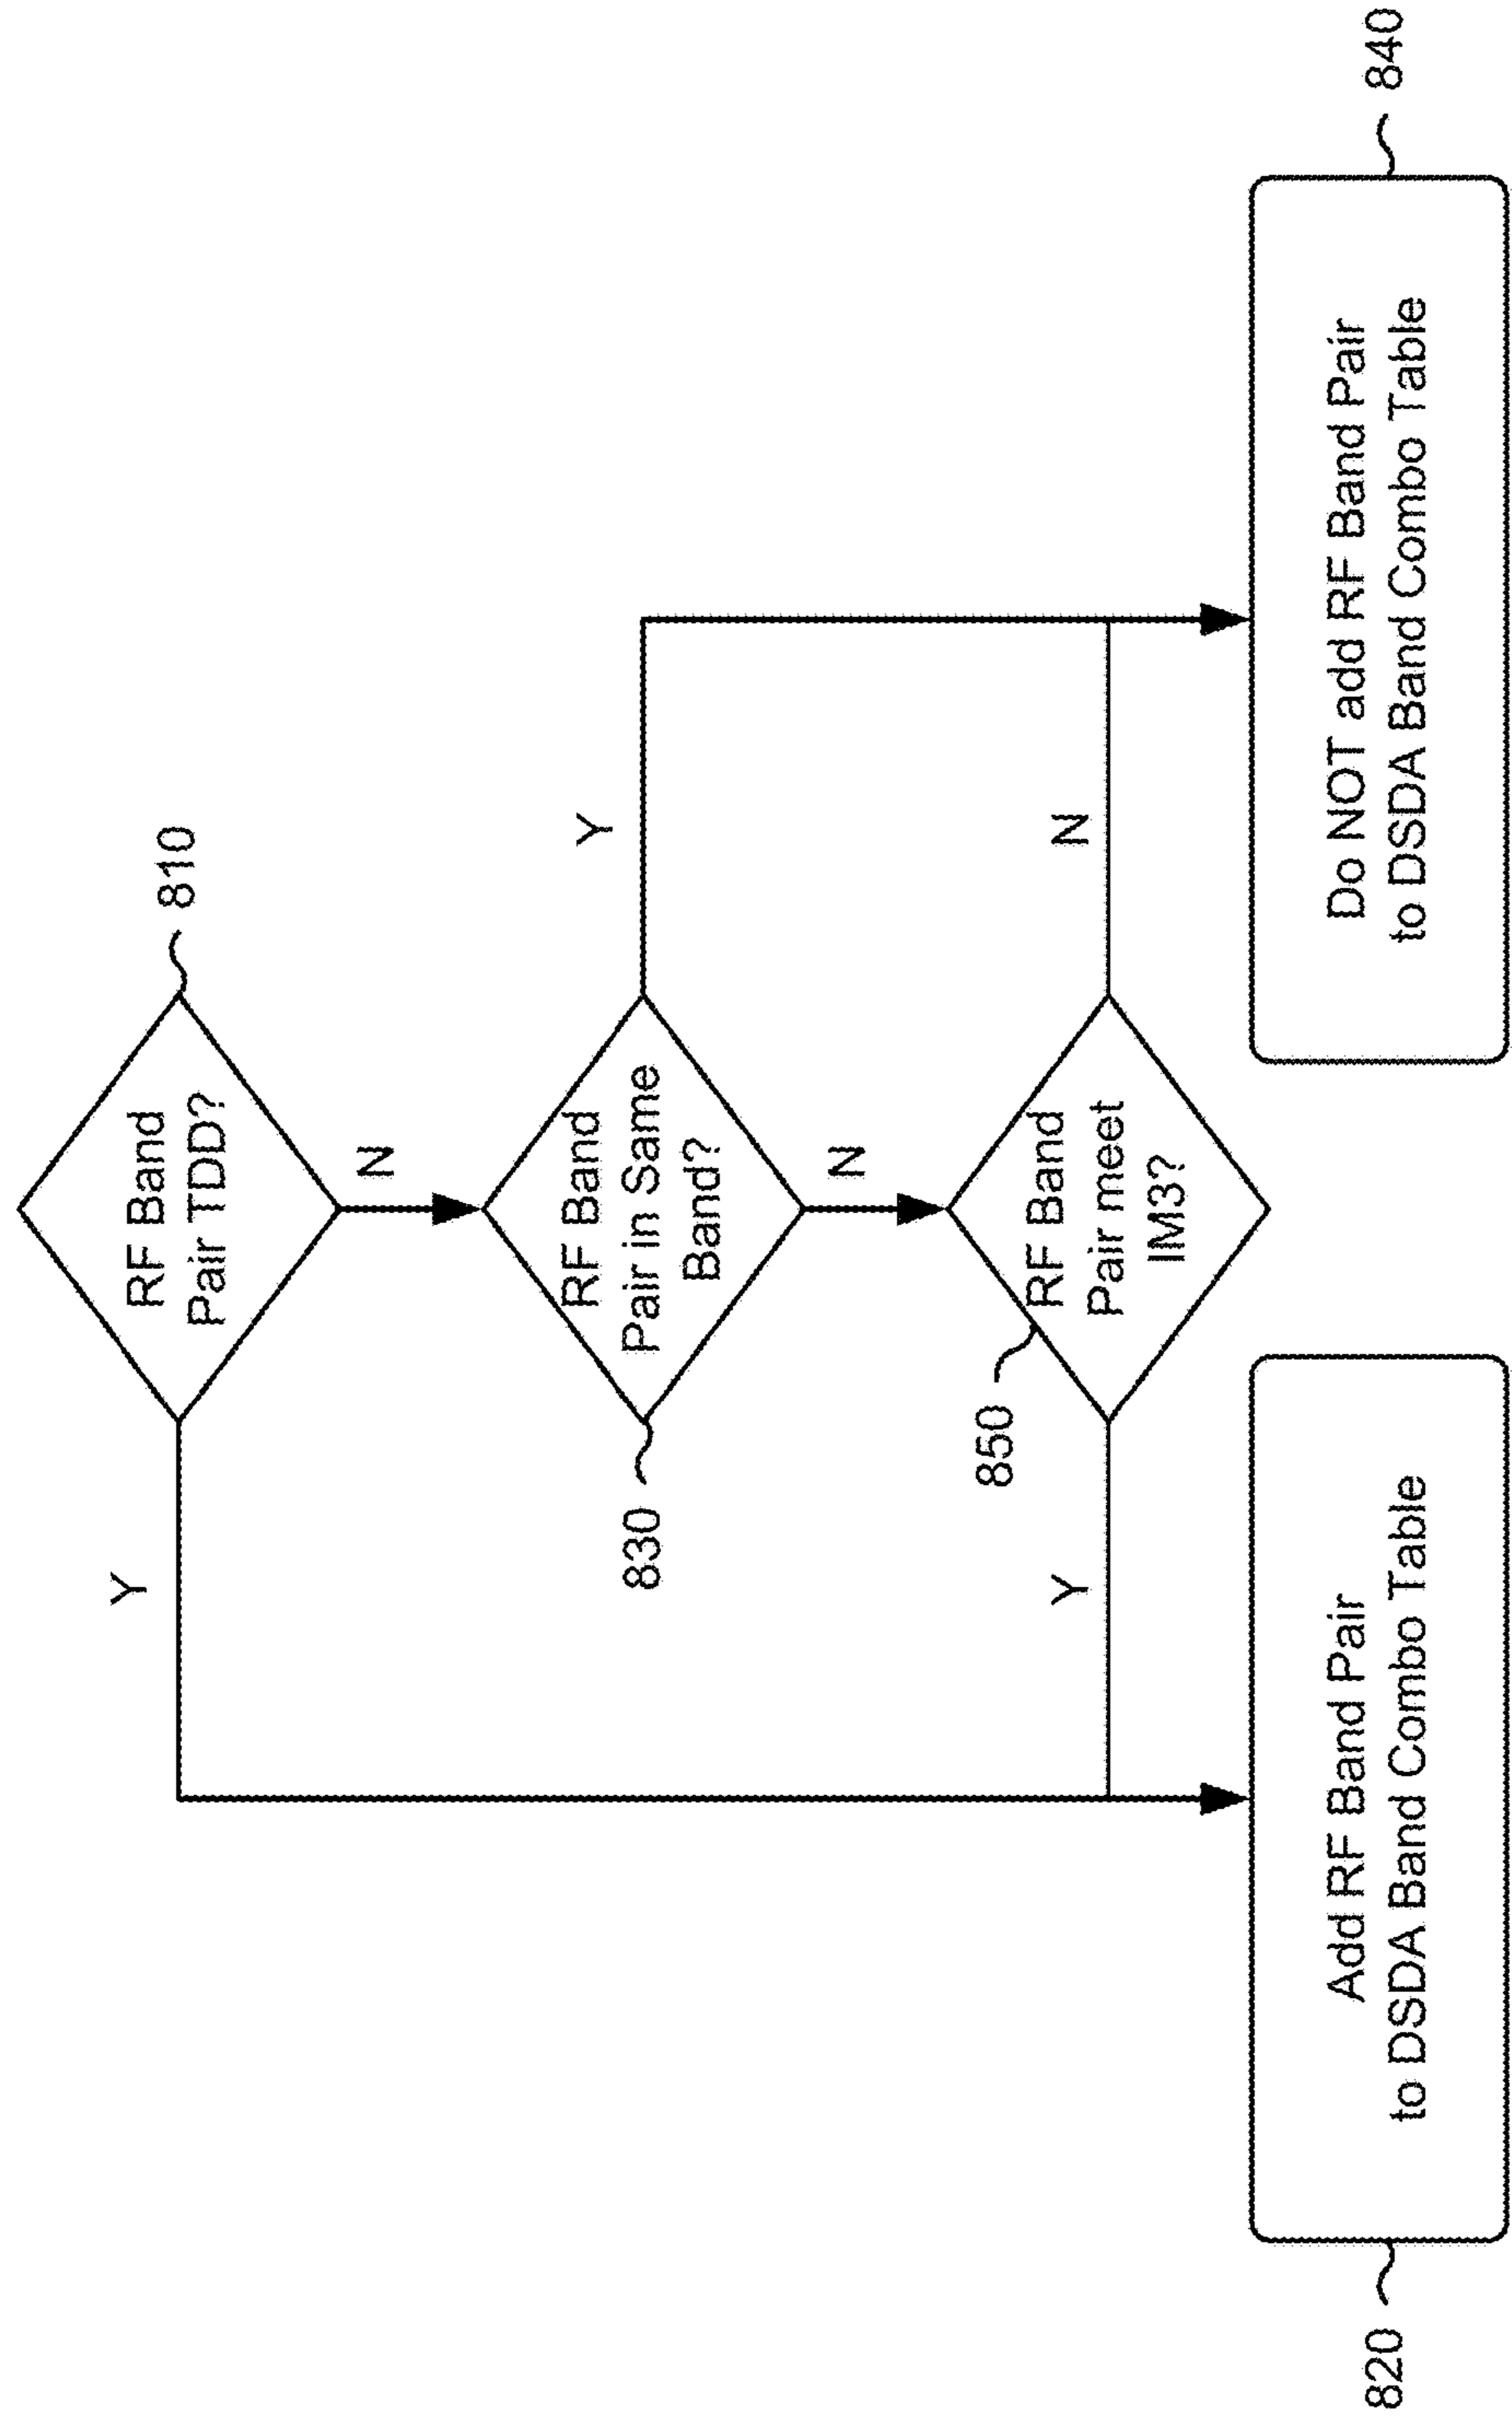 RF Band
Pair TDD?
810
Y
N
RF Band
Pair in Same
Band?
830
Y
N
RF Band
Pair meet
IM3?
850
Y
N
Add RF Band Pair
to DSDA Band Combo Table
820
Do NOT add RF Band Pair
to DSDA Band Combo Table
840